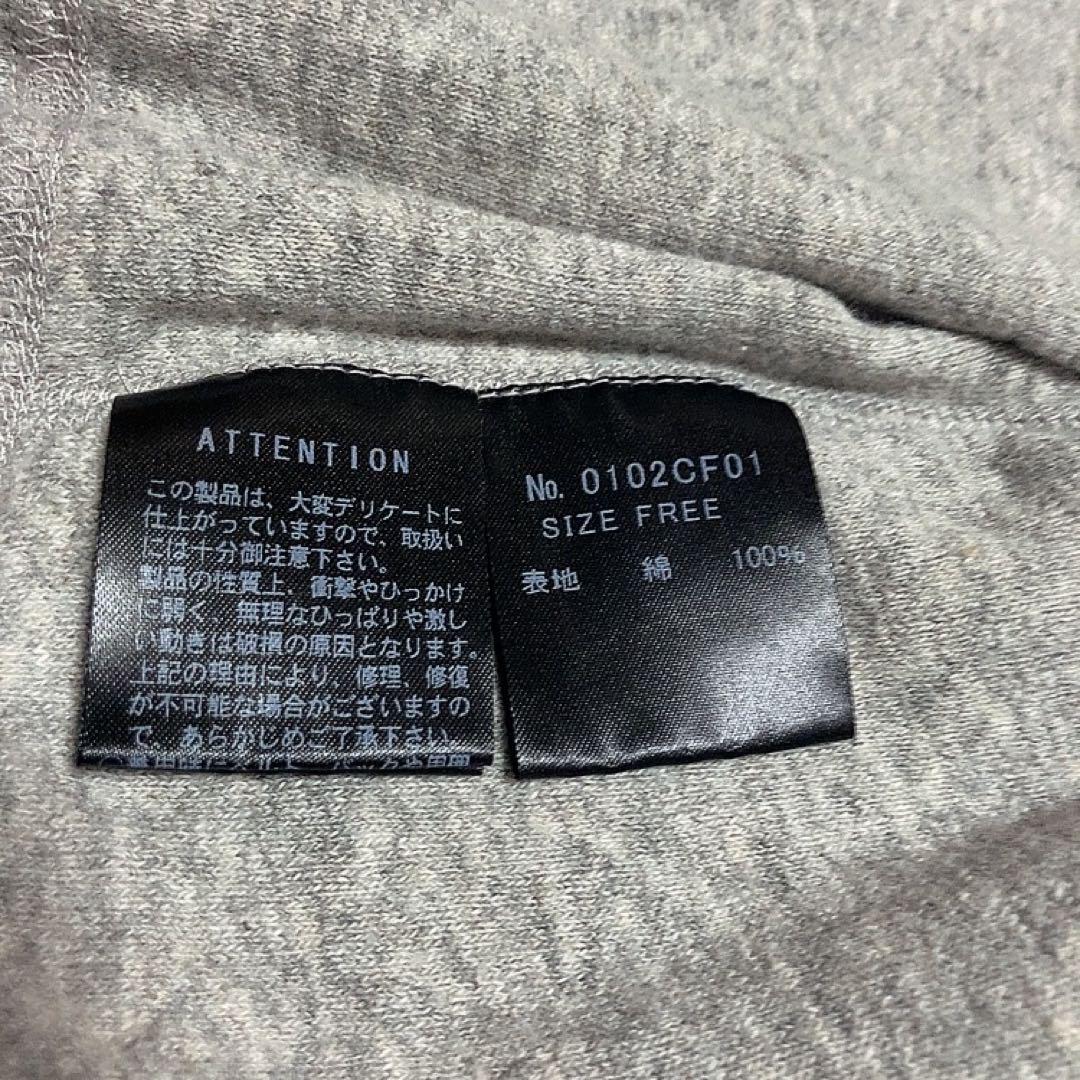 ATTENTION
この製品は、大変デリケートに
仕上がっていますので、取扱い
には十分御注意下さい。
製品の性質上、衝撃やひっかけ
に弱く 無理なひっぱりや激し
い動きは破損の原因となります。
上記の理由により、修理 修復
が不可能な場合がございますの
で、あらかじめご了承下さい。
No. 0102CF01
SIZE FREE
表地 綿 100%